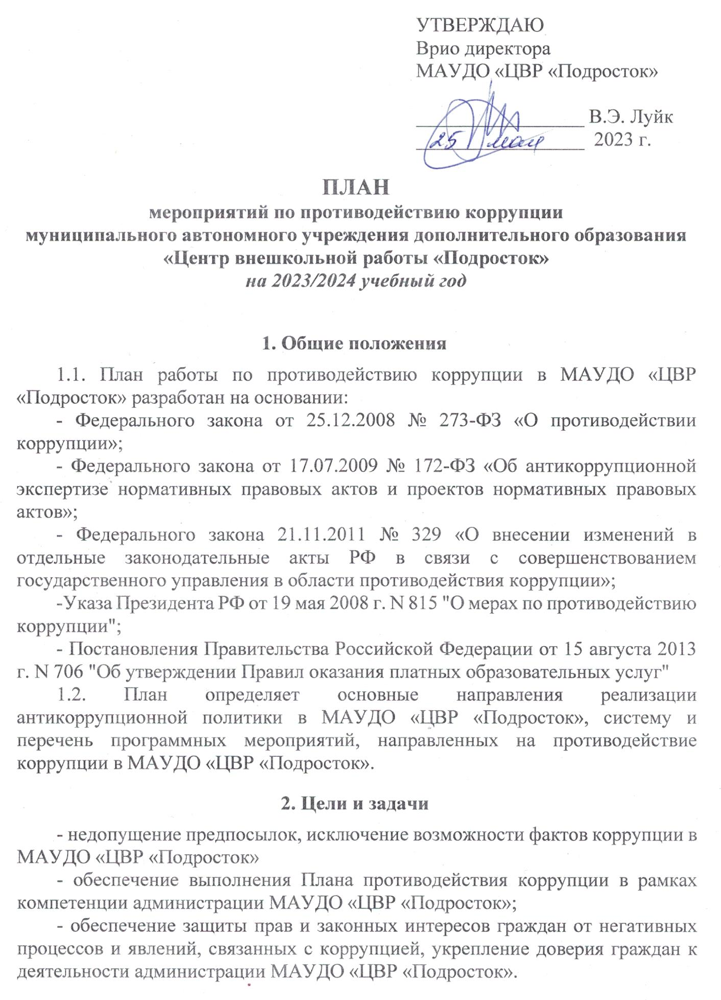 УТВЕРЖДАЮ
Врио директора
МАУДО «ЦВР «Подросток»
________________ В.Э. Луйк
25 мая 2023 г.
ПЛАН
мероприятий по противодействию коррупции
муниципального автономного учреждения дополнительного образования
«Центр внешкольной работы «Подросток»
на 2023/2024 учебный год
1. Общие положения
1.1. План работы по противодействию коррупции в МАУДО «ЦВР
«Подросток» разработан на основании:
- Федерального закона от 25.12.2008 № 273-ФЗ «О противодействии
коррупции»;
- Федерального закона от 17.07.2009 № 172-ФЗ «Об антикоррупционной
экспертизе нормативных правовых актов и проектов нормативных правовых
актов»;
- Федерального закона 21.11.2011 № 329 «О внесении изменений в
отдельные законодательные акты РФ в связи с совершенствованием
государственного управления в области противодействия коррупции»;
-Указа Президента РФ от 19 мая 2008 г. N 815 "О мерах по противодействию
коррупции";
- Постановления Правительства Российской Федерации от 15 августа 2013
г. N 706 "Об утверждении Правил оказания платных образовательных услуг"
1.2. План определяет основные направления реализации
антикоррупционной политики в МАУДО «ЦВР «Подросток», систему и
перечень программных мероприятий, направленных на противодействие
коррупции в МАУДО «ЦВР «Подросток».
2. Цели и задачи
- недопущение предпосылок, исключение возможности фактов коррупции в
МАУДО «ЦВР «Подросток»
- обеспечение выполнения Плана противодействия коррупции в рамках
компетенции администрации МАУДО «ЦВР «Подросток»;
- обеспечение защиты прав и законных интересов граждан от негативных
процессов и явлений, связанных с коррупцией, укрепление доверия граждан к
деятельности администрации МАУДО «ЦВР «Подросток».